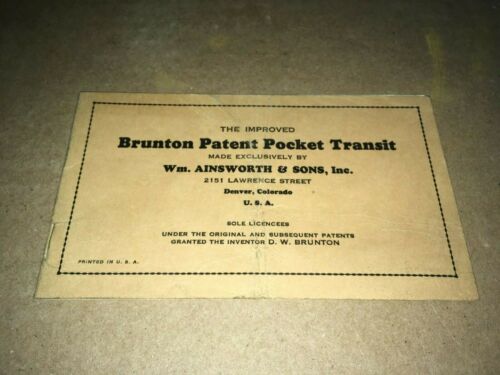 THE IMPROVED
Brunton Patent Pocket Transit
MADE EXCLUSIVELY BY
Wm. AINSWORTH & SONS, Inc.
2151 LAWRENCE STREET
Denver, Colorado
U. S. A.
SOLE LICENCEES
UNDER THE ORIGINAL AND SUBSEQUENT PATENTS
GRANTED THE INVENTOR D. W. BRUNTON
PRINTED IN U. S. A.